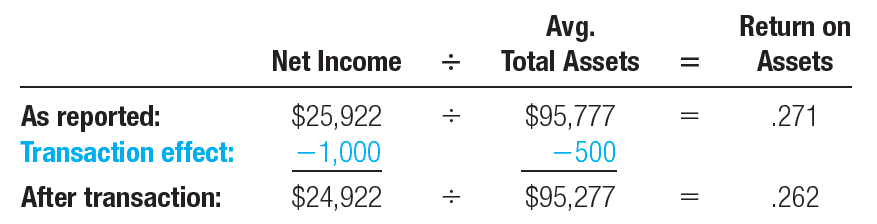 Avg. Return on
Net Income ÷ Total Assets = Assets
As reported: $25,922 ÷ $95,777 = .271
Transaction effect: −1,000 −500
After transaction: $24,922 ÷ $95,277 = .262